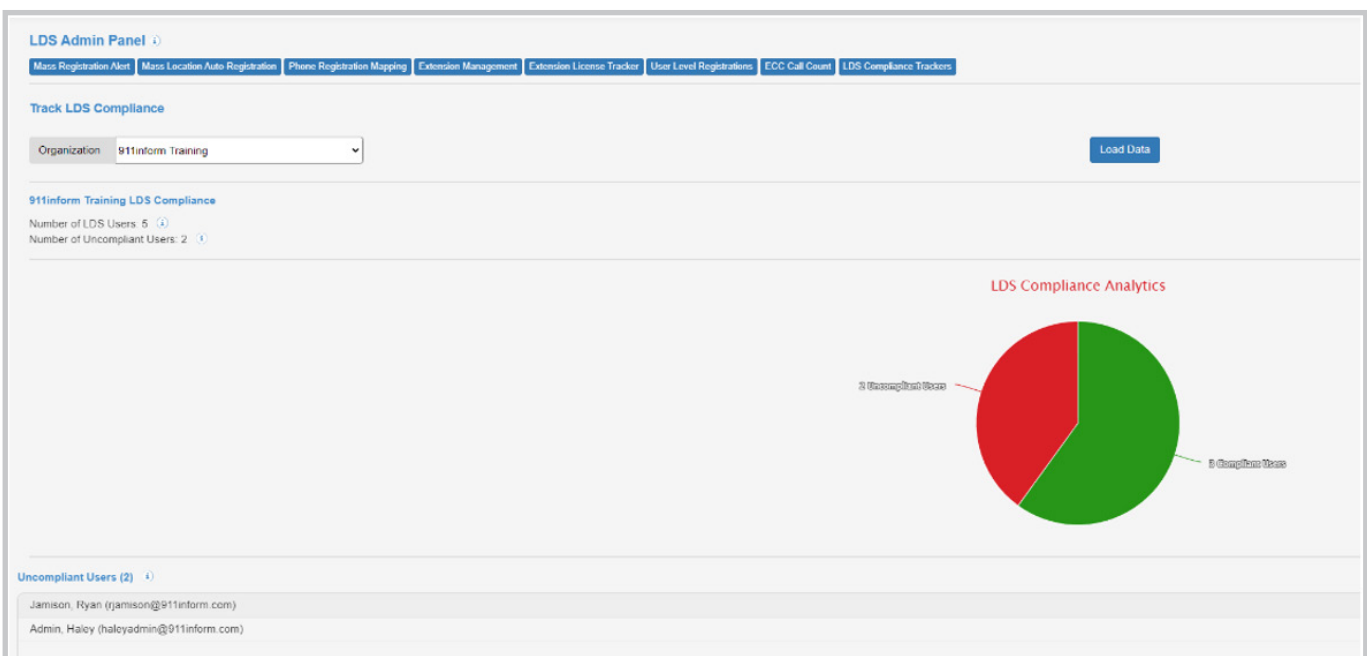 LDS Admin Panel
Mass Registration Alert Mass Location Auto Registration Phone Registration Mapping Extension Management Extension License Tracker User Level Registrations ECC Call Count LDS Compliance Trackers
Track LDS Compliance
Organization 911inform Training Load Data
911inform Training LDS Compliance
Number of LDS Users: 5
Number of Uncompliant Users: 2
LDS Compliance Analytics
2 Uncompliant Users
3 Compliant Users
Uncompliant Users (2)
Jamison, Ryan (rjamison@911inform.com)
Admin, Haley (haleyadmin@911inform.com)